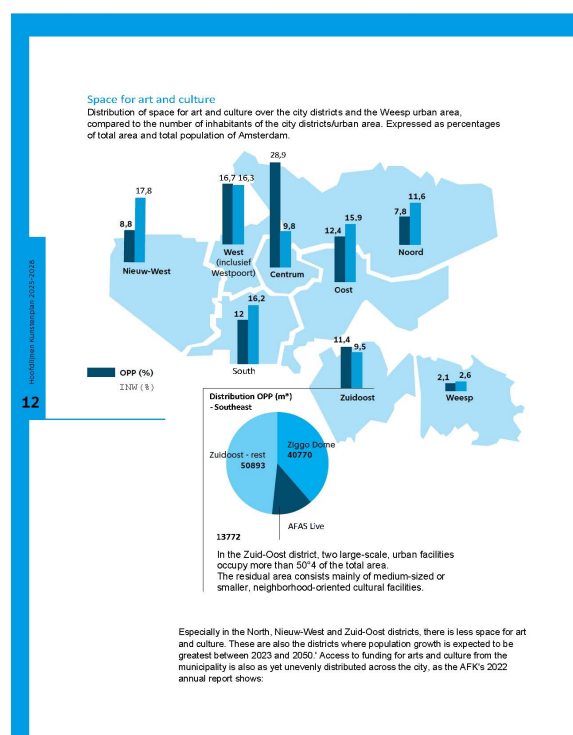 Space for art and culture
Distribution of space for art and culture over the city districts and the Weesp urban area,
compared to the number of inhabitants of the city districts/urban area. Expressed as percentages
of total area and total population of Amsterdam.
28,9
17,8
8,8
Nieuw-West
16,7 16,3
West
(inclusief
Westpoort)
9,8
Centrum
12,4
15,9
Oost
7,8
11,6
Noord
12
16,2
South
11,4
9,5
Zuidoost
2,1
2,6
Weesp
OPP (%)
INW (%)
Hoofdlijnen Kunstenplan 2025-2028
12
Distribution OPP (m*)
- Southeast
Ziggo Dome
40770
Zuidoost - rest
50893
AFAS Live
13772
In the Zuid-Oost district, two large-scale, urban facilities
occupy more than 50°4 of the total area.
The residual area consists mainly of medium-sized or
smaller, neighborhood-oriented cultural facilities.
Especially in the North, Nieuw-West and Zuid-Oost districts, there is less space for art
and culture. These are also the districts where population growth is expected to be
greatest between 2023 and 2050.' Access to funding for arts and culture from the
municipality is also as yet unevenly distributed across the city, as the AFK's 2022
annual report shows: